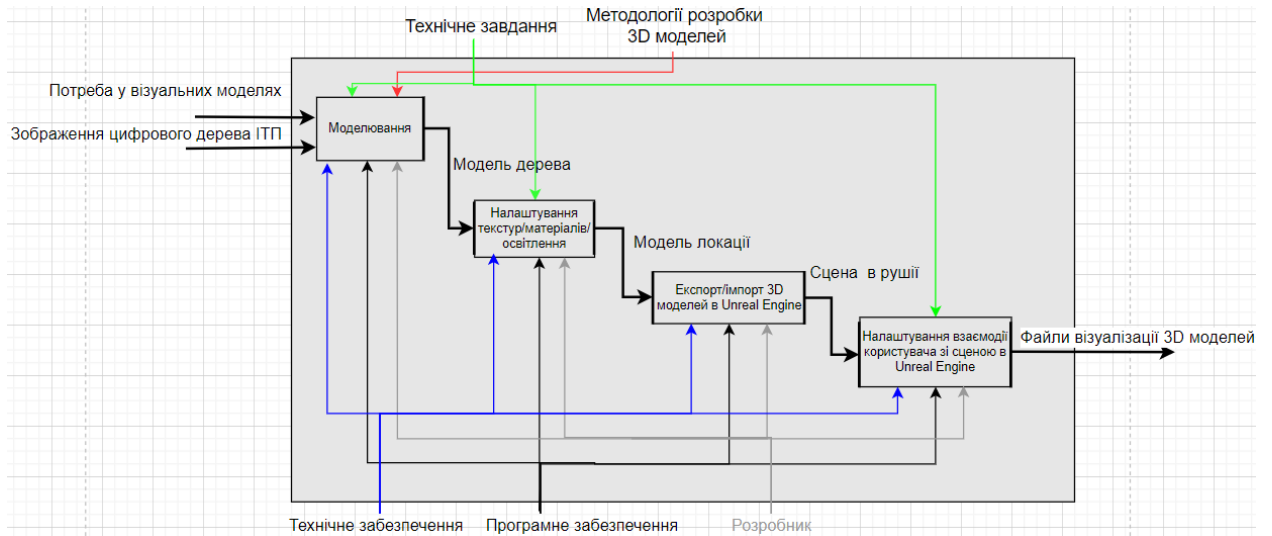 Технічне завдання
Методології розробки
3D моделей
Потреба у візуальних моделях
Зображення цифрового дерева ІТП
Моделювання
Модель дерева
Налаштування
текстур/матеріалів/
освітлення
Модель локації
Експорт/імпорт 3D
моделей в Unreal Engine
Сцена в рушії
Налаштування взаємодії
користувача зі сценою в
Unreal Engine
Файли візуалізації 3D моделей
Технічне забезпечення
Програмне забезпечення
Розробник